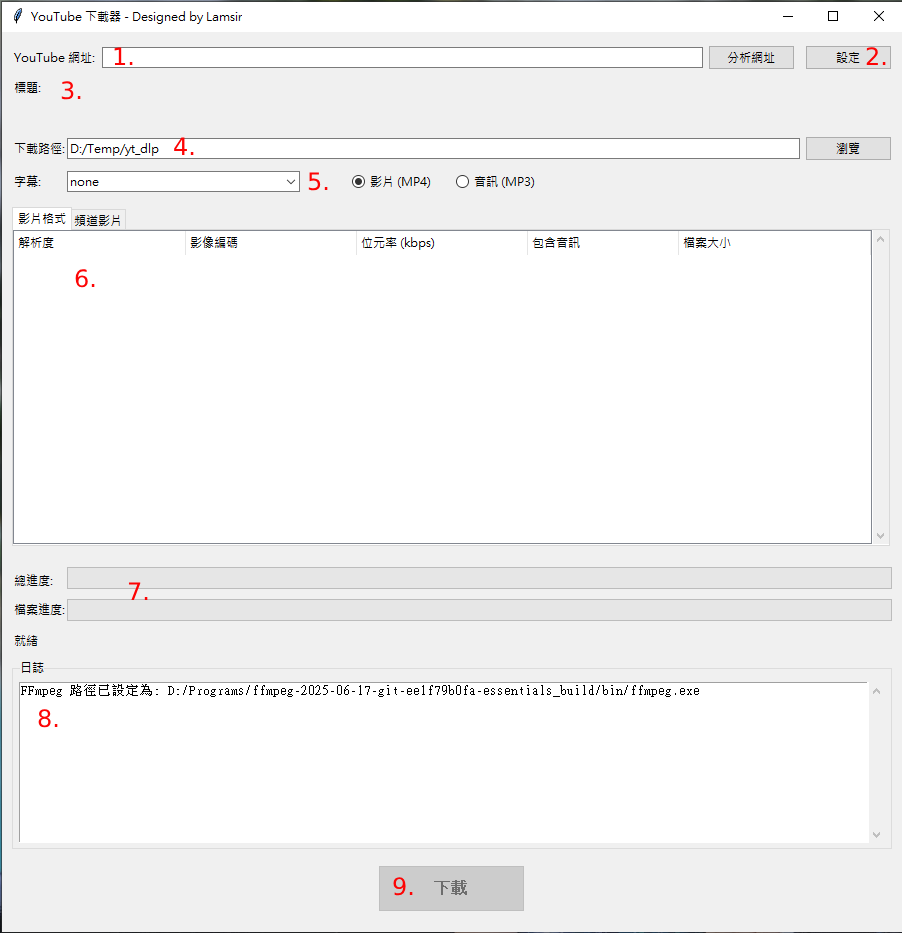 YouTube 下載器 - Designed by Lamsir
YouTube 網址: 1. 分析網址 設定 2.
標題: 3.
下載路徑: D:/Temp/yt_dlp 4. 瀏覽
字幕: none 5. 影片 (MP4) 音訊 (MP3)
影片格式 頻道影片
解析度 影像編碼 位元率 (kbps) 包含音訊 檔案大小
6.
總進度:
7.
檔案進度:
就緒
日誌
FFmpeg 路徑已設定為: D:/Programs/ffmpeg-2025-06-17-git-ee1f79b0fa-essentials_build/bin/ffmpeg.exe
8.
9. 下載